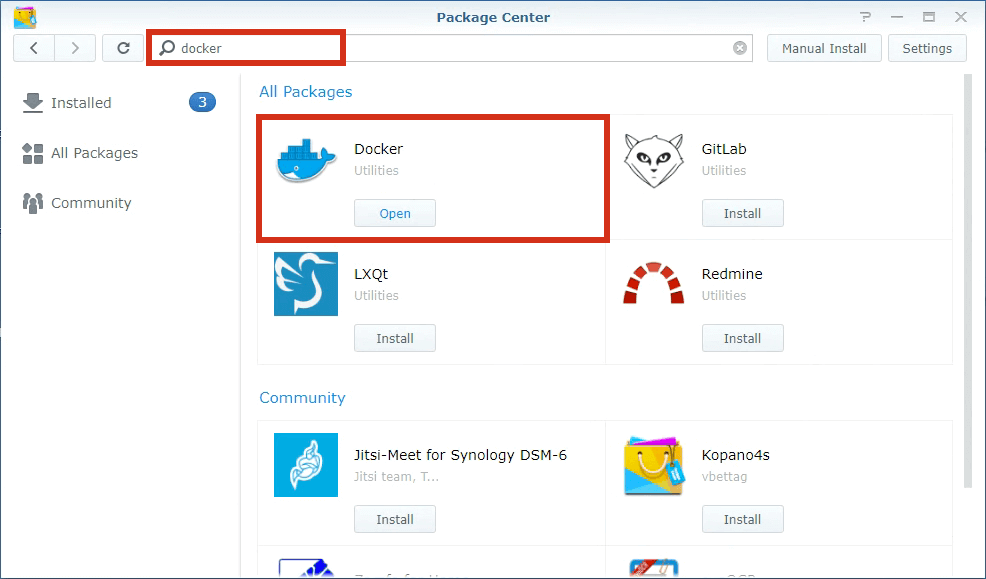 Package Center
docker
Manual Install
Settings
Installed
3
All Packages
Community
All Packages
Docker
Utilities
Open
GitLab
Utilities
Install
LXQt
Utilities
Install
Redmine
Utilities
Install
Community
Jitsi-Meet for Synology DSM-6
Jitsi team, T...
Install
Kopano4s
vbettag
Install